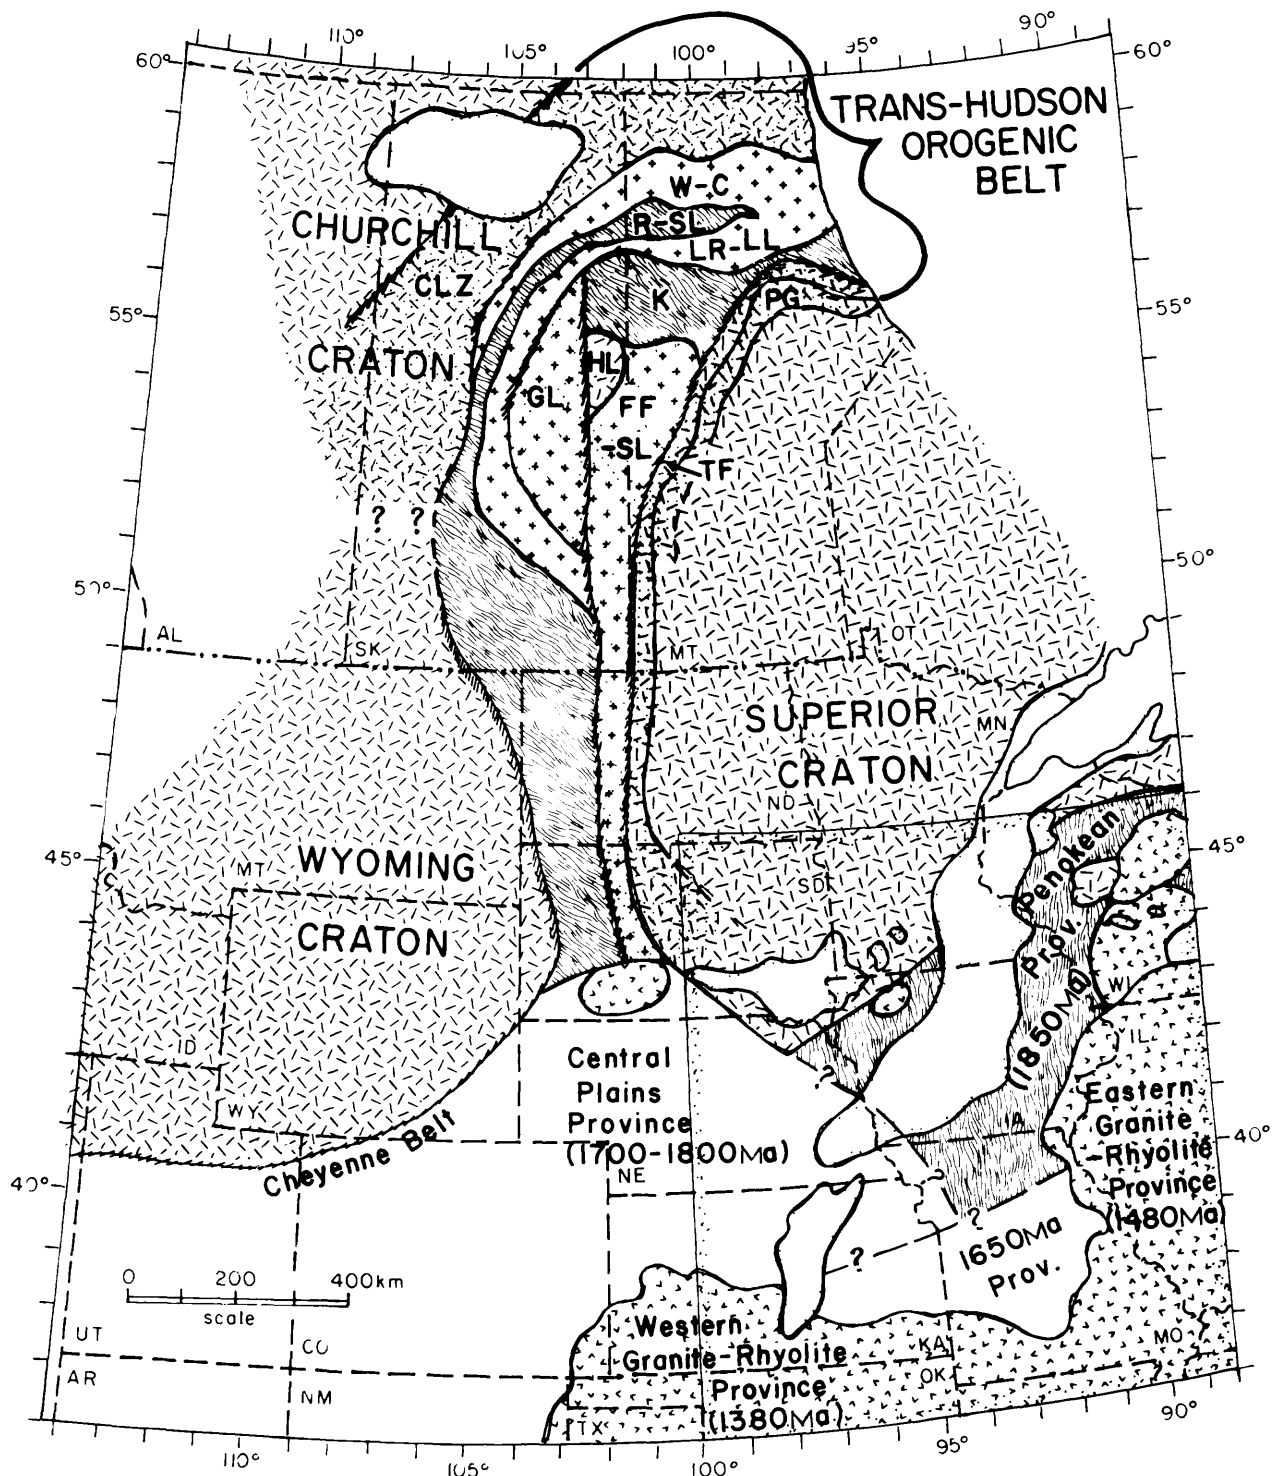 110°
105°
100°
95°
90°
60°
60°
TRANS-HUDSON
OROGENIC
BELT
W-C
CHURCHILL
R-SL
LR-LL
CLZ
K
PG
55°
55°
CRATON
HL
GL
FF
-SL
TF
? ?
50°
50°
AL
SK
MT
OT
SUPERIOR
MN
CRATON
ND
Penokean
Prov.
(1850Ma)
45°
45°
WYOMING
MT
SD
CRATON
WI
ID
IL
Central
Plains
Province
(1700-1800Ma)
?
WY
Eastern
Granite
-Rhyolite
Province
(1480Ma)
IA
Cheyenne Belt
40°
40°
NE
?
?
1650Ma
Prov.
0 200 400km
scale
Western
Granite-Rhyolite
Province
(1380Ma)
UT
CO
KA
MO
AR
NM
OK
TX
110°
105°
100°
95°
90°